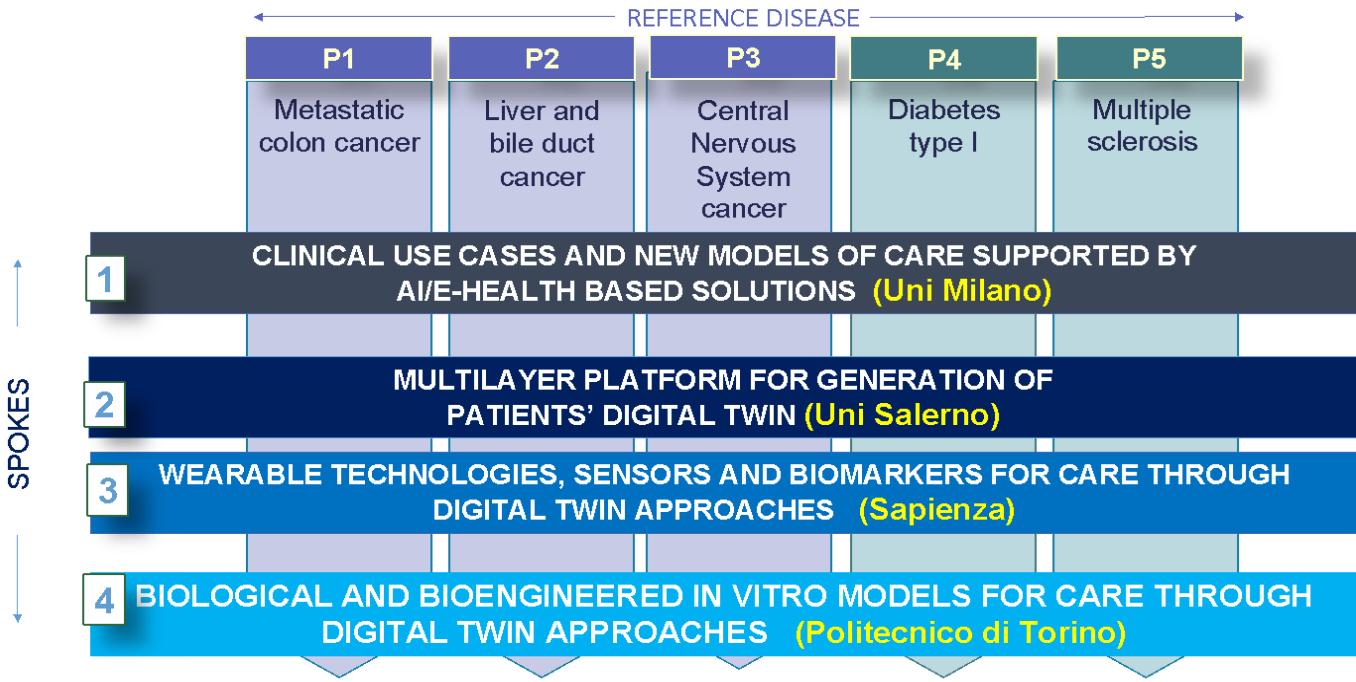 REFERENCE DISEASE
P1
P2
P3
P4
P5
Metastatic
colon cancer
Liver and
bile duct
cancer
Central
Nervous
System
cancer
Diabetes
type I
Multiple
sclerosis
SPOKES
1
CLINICAL USE CASES AND NEW MODELS OF CARE SUPPORTED BY
AI/E-HEALTH BASED SOLUTIONS (Uni Milano)
2
MULTILAYER PLATFORM FOR GENERATION OF
PATIENTS’ DIGITAL TWIN (Uni Salerno)
3
WEARABLE TECHNOLOGIES, SENSORS AND BIOMARKERS FOR CARE THROUGH
DIGITAL TWIN APPROACHES (Sapienza)
4
BIOLOGICAL AND BIOENGINEERED IN VITRO MODELS FOR CARE THROUGH
DIGITAL TWIN APPROACHES (Politecnico di Torino)